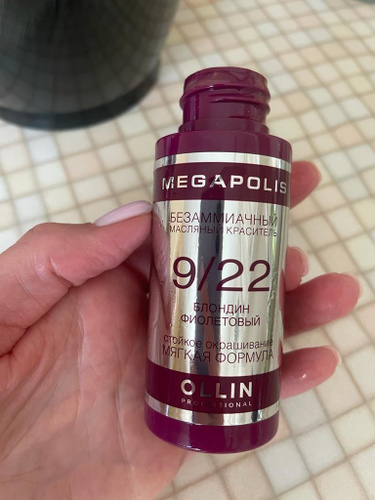 MEGAPOLIS
БЕЗАММИАЧНЫЙ
МАСЛЯНЫЙ КРАСИТЕЛЬ
9/22
БЛОНДИН
ФИОЛЕТОВЫЙ
стойкое окрашивание
МЯГКАЯ ФОРМУЛА
OLLIN
PROFESSIONAL